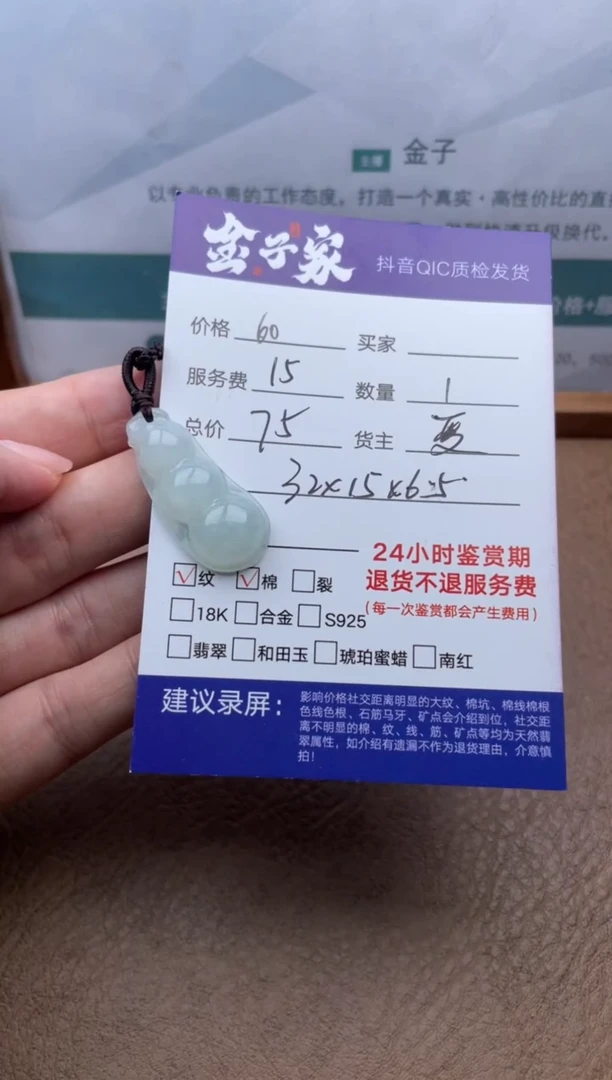 主播 金子
以专业负责的工作态度，打造一个真实·高性价比的直
换代。
金子家 抖音QIC质检发货
价格 60 买家
服务费 15 数量 1
总价 75 货主 夏
32×15×6.5
24小时鉴赏期
退货不退服务费
(每一次鉴赏都会产生费用)
纹 棉 裂
18K 合金 S925
翡翠 和田玉 琥珀蜜蜡 南红
建议录屏：
影响价格社交距离明显的大纹、棉坑、棉线棉根
色线色根、石筋马牙、矿点会介绍到位，社交距
离不明显的棉、纹、线、筋、矿点等均为天然翡
翠属性，如介绍有遗漏不作为退货理由，介意慎
拍！